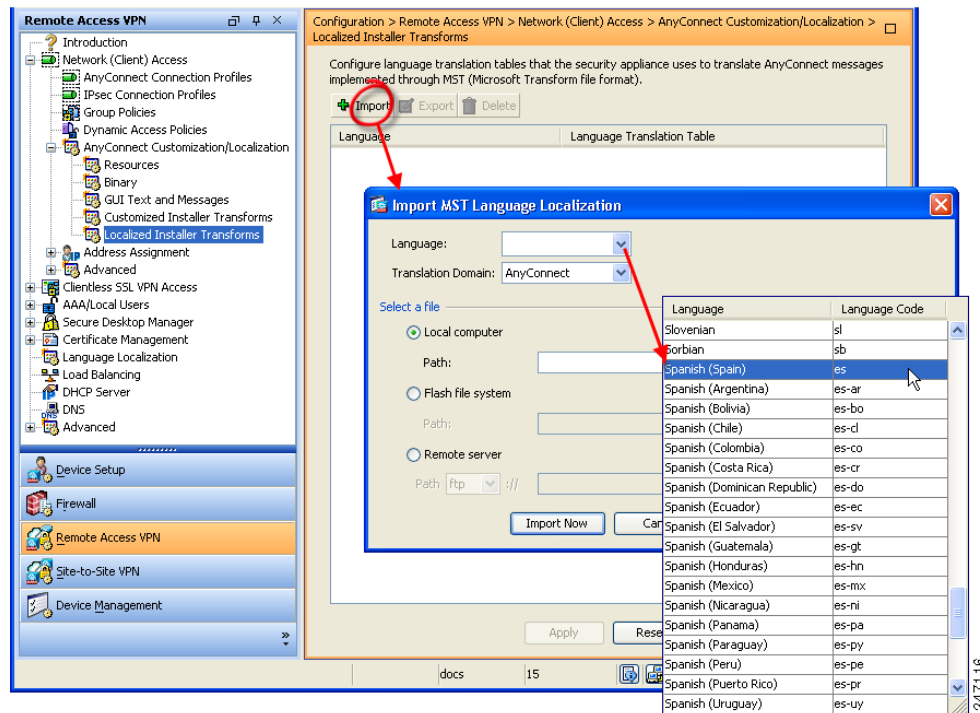 Remote Access VPN
Introduction
Network (Client) Access
AnyConnect Connection Profiles
IPsec Connection Profiles
Group Policies
Dynamic Access Policies
AnyConnect Customization/Localization
Resources
Binary
GUI Text and Messages
Customized Installer Transforms
Localized Installer Transforms
Address Assignment
Advanced
Clientless SSL VPN Access
AAA/Local Users
Secure Desktop Manager
Certificate Management
Language Localization
Load Balancing
DHCP Server
DNS
Advanced
Device Setup
Firewall
Remote Access VPN
Site-to-Site VPN
Device Management
Configuration > Remote Access VPN > Network (Client) Access > AnyConnect Customization/Localization >
Localized Installer Transforms
Configure language translation tables that the security appliance uses to translate AnyConnect messages
implemented through MST (Microsoft Transform file format).
Import Export Delete
Language Language Translation Table
Import MST Language Localization
Language:
Translation Domain: AnyConnect
Select a file
Local computer
Path:
Flash file system
Path:
Remote server
Path ftp ://
Import Now Can
Apply Rese
docs 15
Language Language Code
Slovenian sl
Sorbian sb
Spanish (Spain) es
Spanish (Argentina) es-ar
Spanish (Bolivia) es-bo
Spanish (Chile) es-cl
Spanish (Colombia) es-co
Spanish (Costa Rica) es-cr
Spanish (Dominican Republic) es-do
Spanish (Ecuador) es-ec
Spanish (El Salvador) es-sv
Spanish (Guatemala) es-gt
Spanish (Honduras) es-hn
Spanish (Mexico) es-mx
Spanish (Nicaragua) es-ni
Spanish (Panama) es-pa
Spanish (Paraguay) es-py
Spanish (Peru) es-pe
Spanish (Puerto Rico) es-pr
Spanish (Uruguay) es-uy